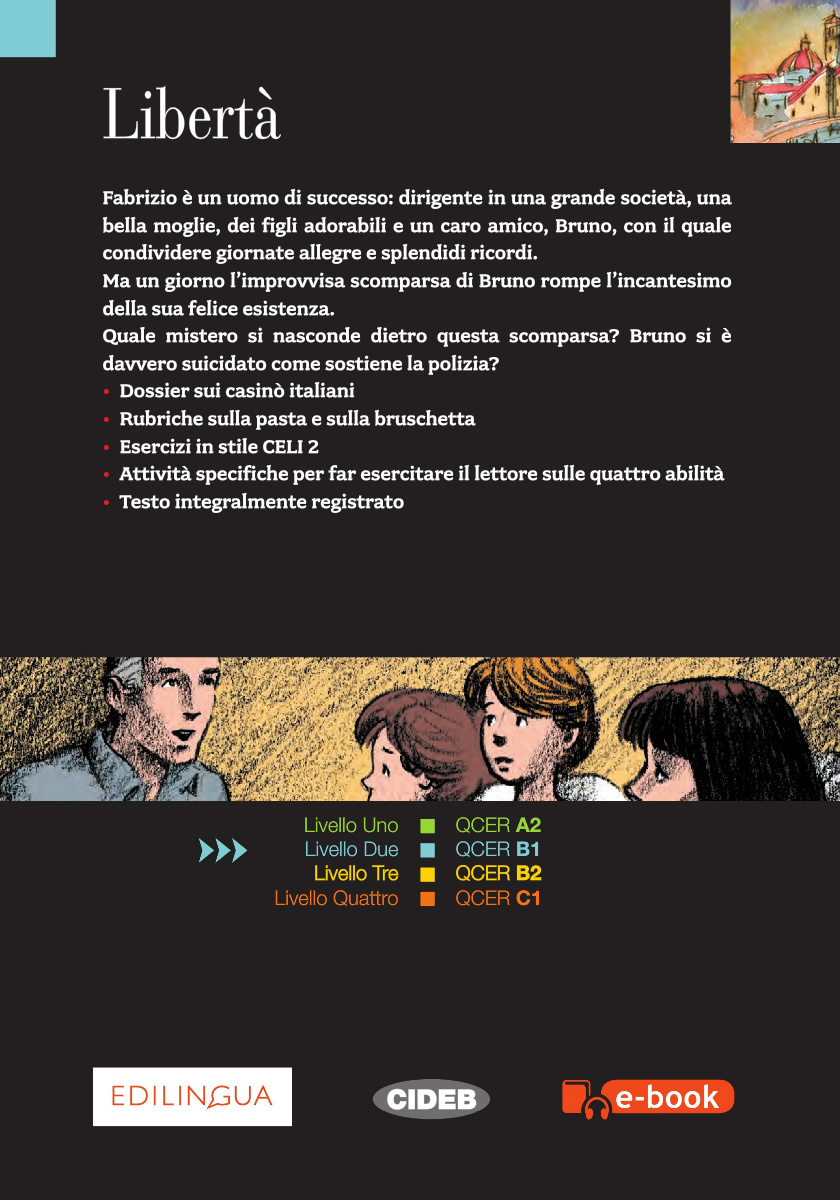 Libertà
Fabrizio è un uomo di successo: dirigente in una grande società, una
bella moglie, dei figli adorabili e un caro amico, Bruno, con il quale
condividere giornate allegre e splendidi ricordi.
Ma un giorno l’improvvisa scomparsa di Bruno rompe l’incantesimo
della sua felice esistenza.
Quale mistero si nasconde dietro questa scomparsa? Bruno si è
davvero suicidato come sostiene la polizia?
• Dossier sui casinò italiani
• Rubriche sulla pasta e sulla bruschetta
• Esercizi in stile CELI 2
• Attività specifiche per far esercitare il lettore sulle quattro abilità
• Testo integralmente registrato
Livello Uno ■ QCER A2
Livello Due ■ QCER B1
Livello Tre ■ QCER B2
Livello Quattro ■ QCER C1
EDILINGUA
CIDEB
e-book